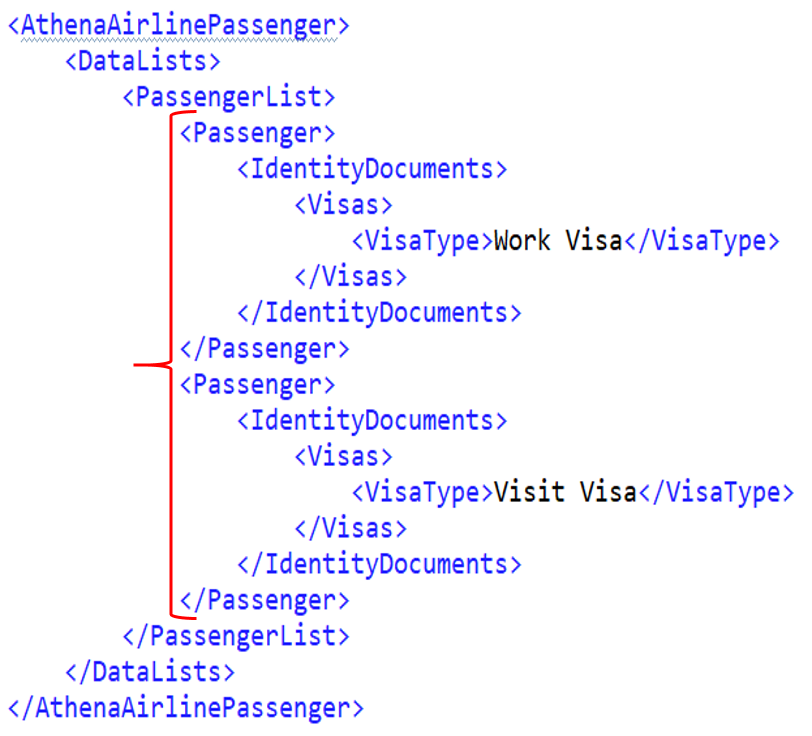 <AthenaAirlinePassenger>
<DataLists>
<PassengerList>
<Passenger>
<IdentityDocuments>
<Visas>
<VisaType>Work Visa</VisaType>
</Visas>
</IdentityDocuments>
</Passenger>
<Passenger>
<IdentityDocuments>
<Visas>
<VisaType>Visit Visa</VisaType>
</Visas>
</IdentityDocuments>
</Passenger>
</PassengerList>
</DataLists>
</AthenaAirlinePassenger>